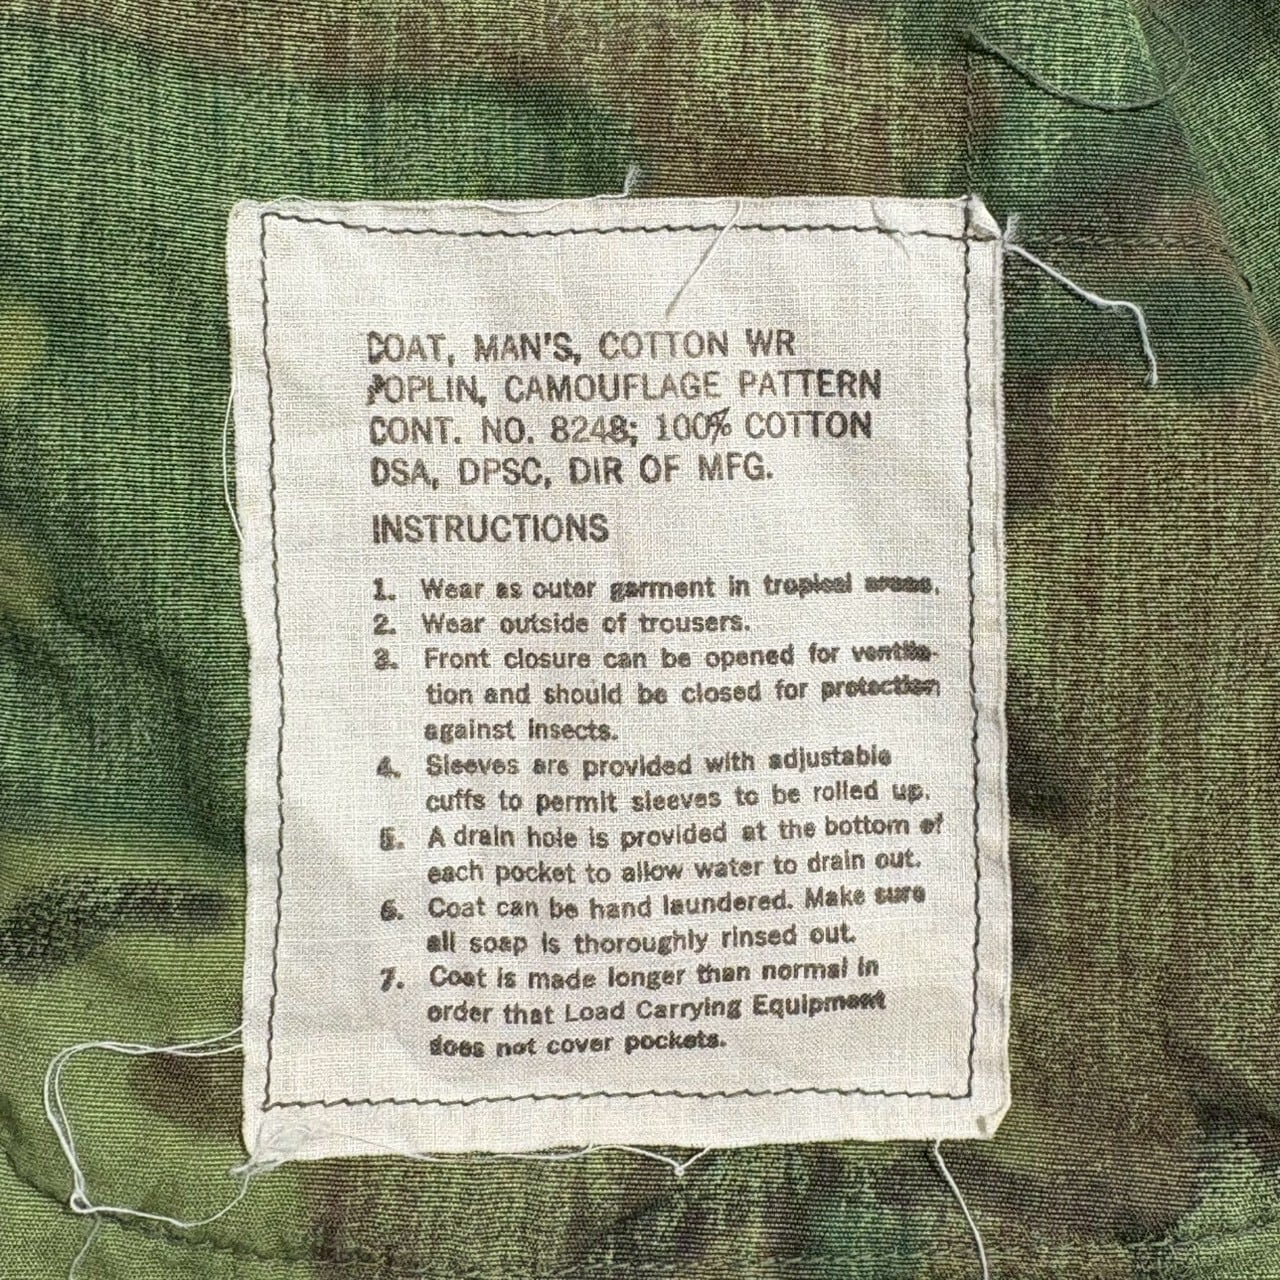 COAT, MAN'S, COTTON WR
POPLIN, CAMOUFLAGE PATTERN
CONT. NO. 8248; 100% COTTON
DSA, DPSC, DIR OF MFG.
INSTRUCTIONS
1. Wear as outer garment in tropical areas.
2. Wear outside of trousers.
3. Front closure can be opened for ventila-
tion and should be closed for protection
against insects.
4. Sleeves are provided with adjustable
cuffs to permit sleeves to be rolled up.
5. A drain hole is provided at the bottom of
each pocket to allow water to drain out.
6. Coat can be hand laundered. Make sure
all soap is thoroughly rinsed out.
7. Coat is made longer than normal in
order that Load Carrying Equipment
does not cover pockets.